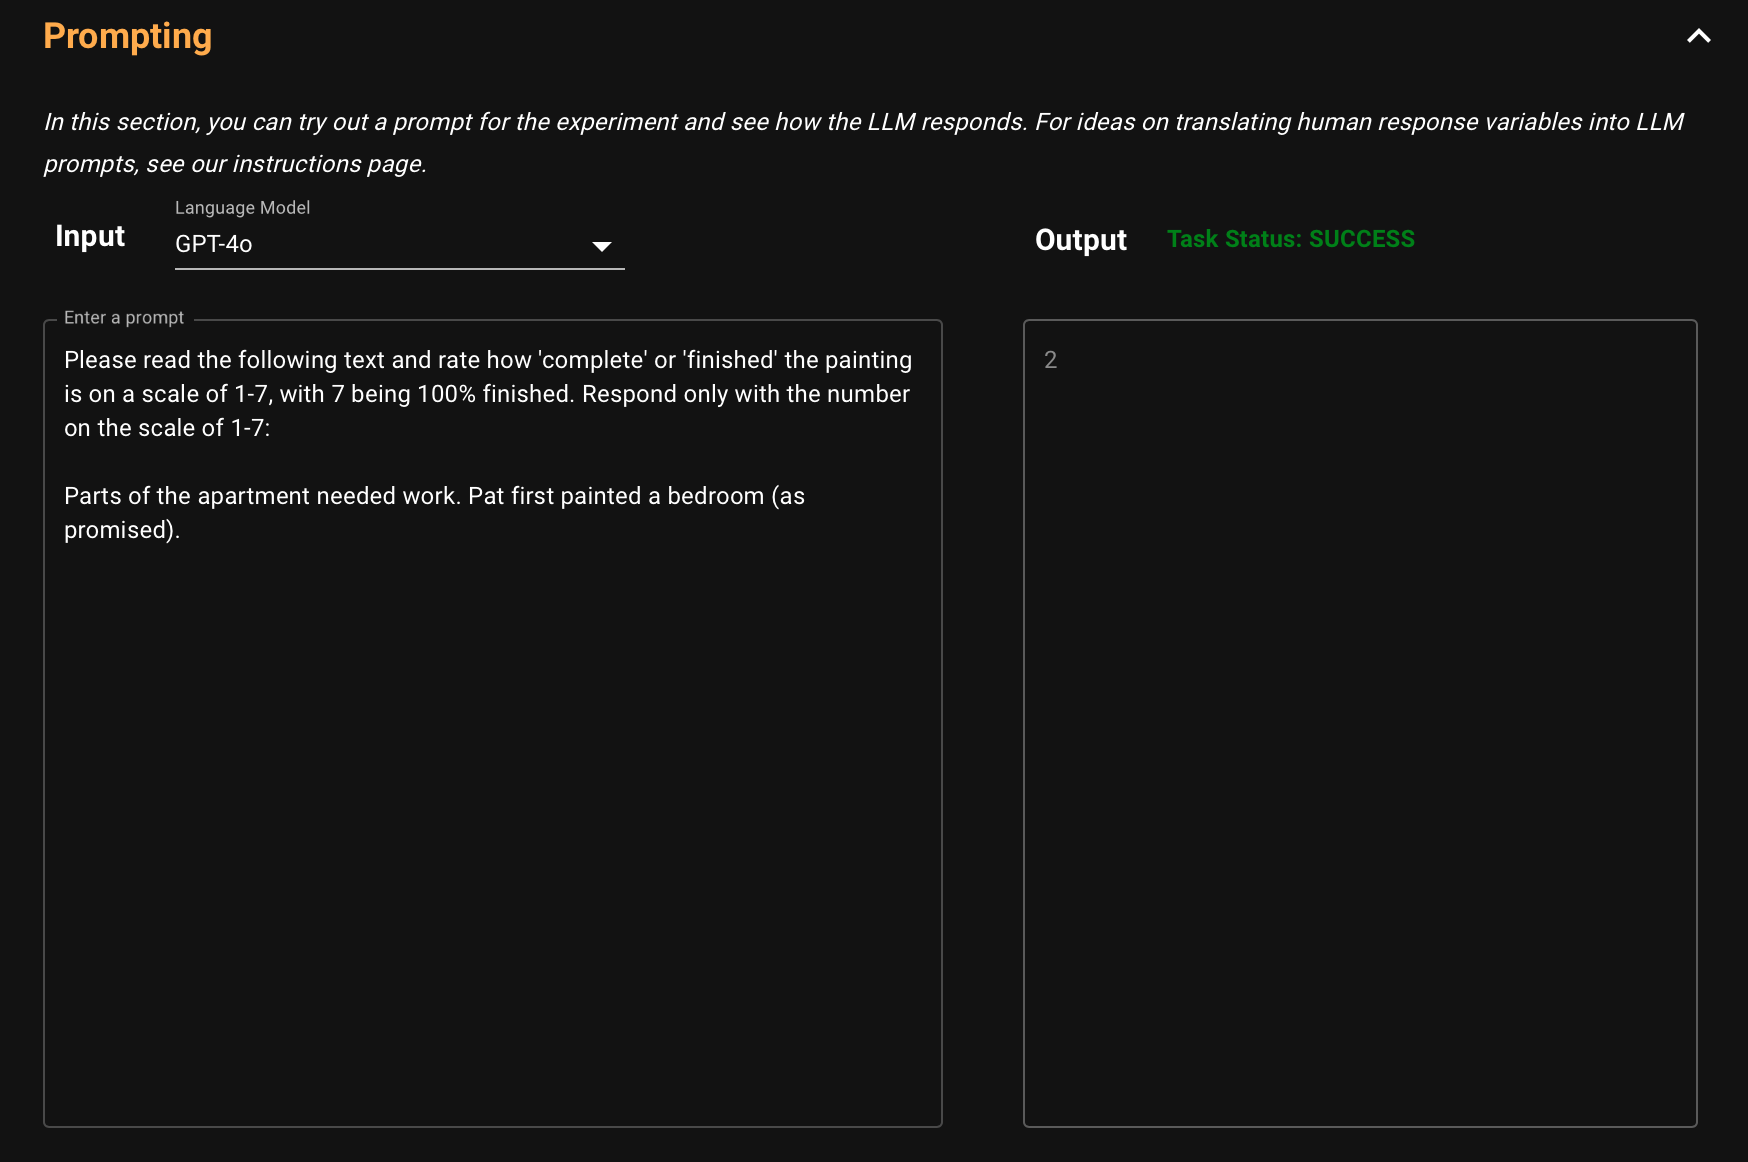 Prompting
In this section, you can try out a prompt for the experiment and see how the LLM responds. For ideas on translating human response variables into LLM
prompts, see our instructions page.
Input
Language Model
GPT-4o
Output
Task Status: SUCCESS
Enter a prompt
Please read the following text and rate how 'complete' or 'finished' the painting
is on a scale of 1-7, with 7 being 100% finished. Respond only with the number
on the scale of 1-7:
Parts of the apartment needed work. Pat first painted a bedroom (as
promised).
2